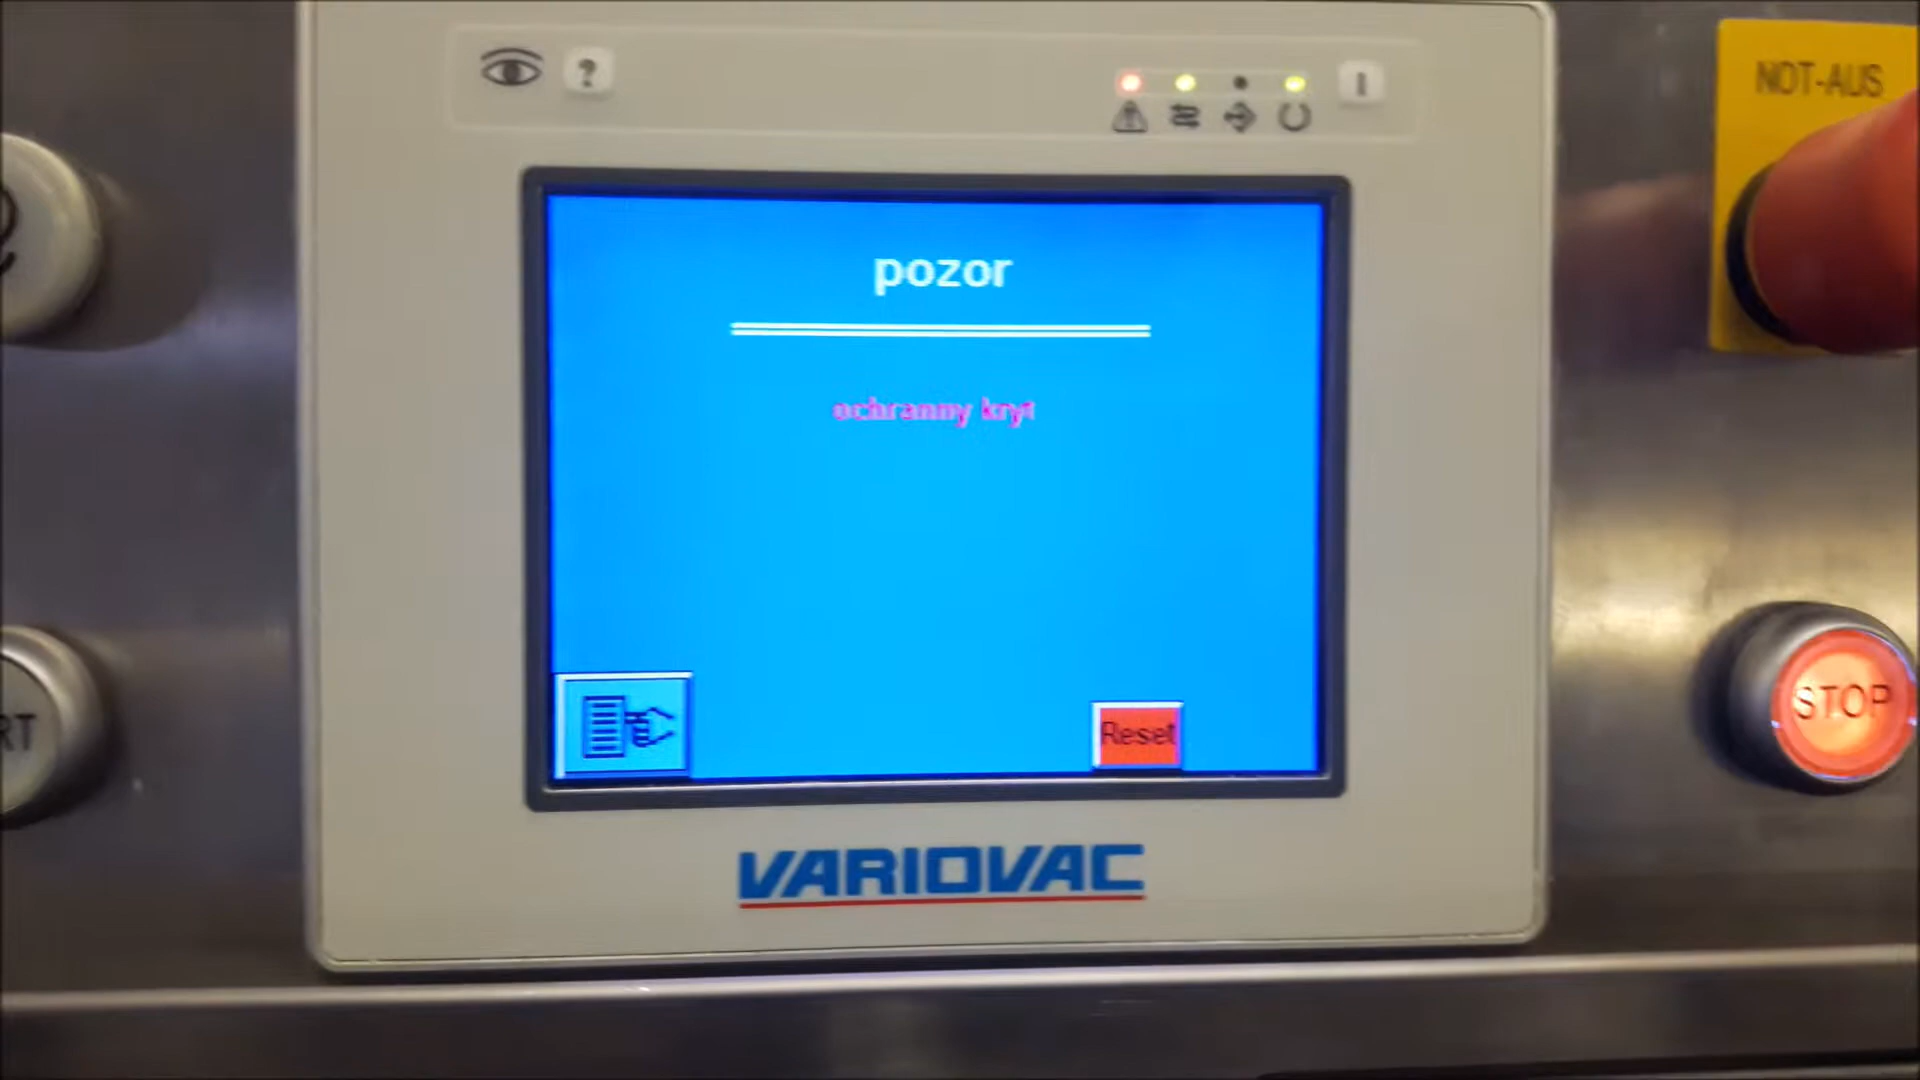 ?
I
NOT-AUS
pozor
ochranny kryt
Reset
RT
STOP
VARIOVAC